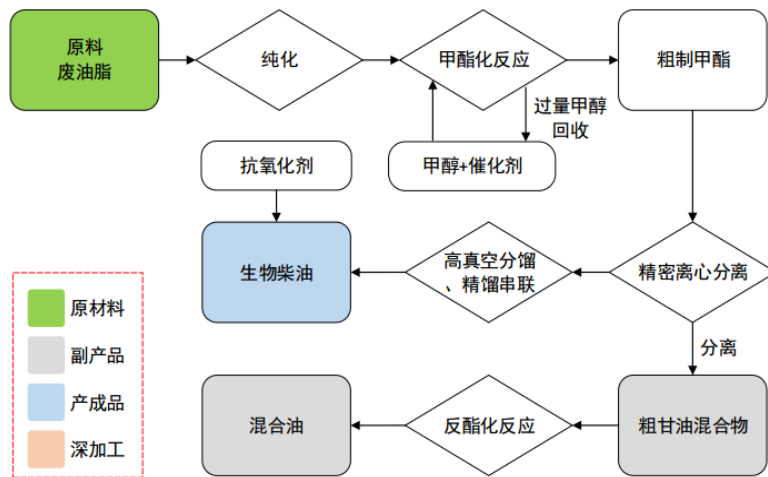 原料
废油脂
纯化
甲酯化反应
粗制甲酯
过量甲醇
回收
抗氧化剂
甲醇+催化剂
生物柴油
高真空分馏
、精馏串联
精密离心分离
分离
混合油
反酯化反应
粗甘油混合物
原材料
副产品
产成品
深加工